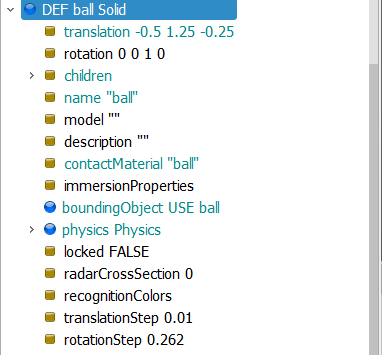 DEF ball Solid
translation -0.5 1.25 -0.25
rotation 0 0 1 0
children
name "ball"
model ""
description ""
contactMaterial "ball"
immersionProperties
boundingObject USE ball
physics Physics
locked FALSE
radarCrossSection 0
recognitionColors
translationStep 0.01
rotationStep 0.262